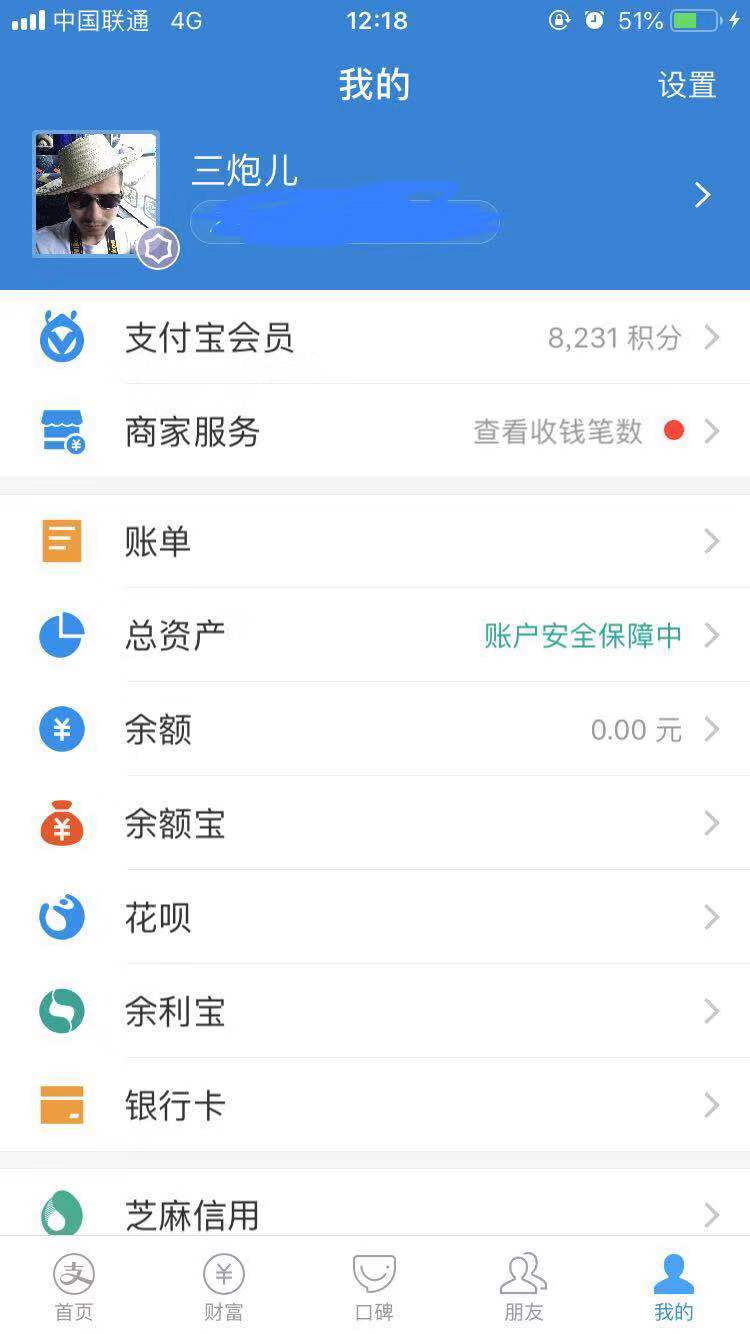 中国联通 4G 12:18 51%
我的 设置
三炮儿
支付宝会员 8,231 积分
商家服务 查看收钱笔数
账单
总资产 账户安全保障中
余额 0.00 元
余额宝
花呗
余利宝
银行卡
芝麻信用
首页 财富 口碑 朋友 我的